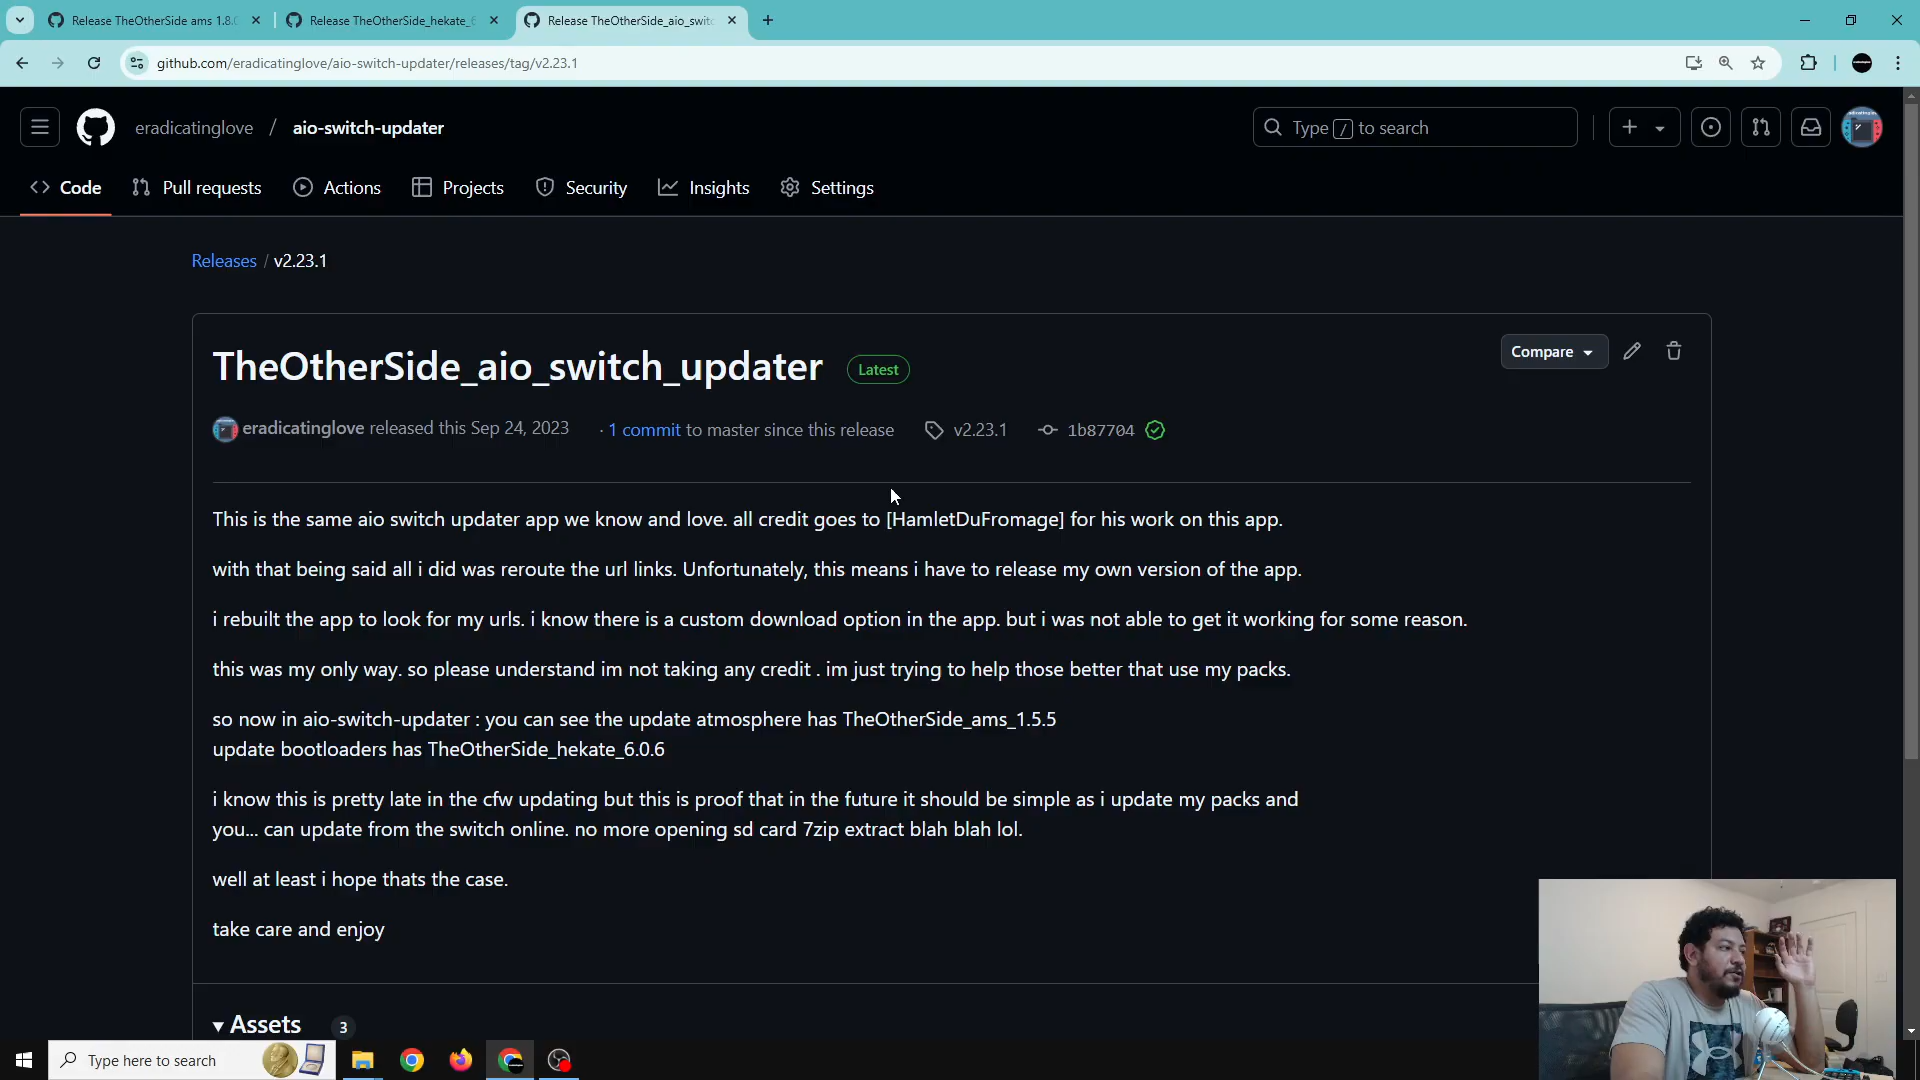 Release TheOtherSide ams 1.8.
Release TheOtherSide_hekate_6
Release TheOtherSide_aio_switc
github.com/eradicatinglove/aio-switch-updater/releases/tag/v2.23.1
eradicatinglove / aio-switch-updater
Type / to search
Code
Pull requests
Actions
Projects
Security
Insights
Settings
Releases / v2.23.1
TheOtherSide_aio_switch_updater
Latest
Compare
eradicatinglove released this Sep 24, 2023
· 1 commit to master since this release
v2.23.1
1b87704
This is the same aio switch updater app we know and love. all credit goes to [HamletDuFromage] for his work on this app.
with that being said all i did was reroute the url links. Unfortunately, this means i have to release my own version of the app.
i rebuilt the app to look for my urls. i know there is a custom download option in the app. but i was not able to get it working for some reason.
this was my only way. so please understand im not taking any credit . im just trying to help those better that use my packs.
so now in aio-switch-updater : you can see the update atmosphere has TheOtherSide_ams_1.5.5
update bootloaders has TheOtherSide_hekate_6.0.6
i know this is pretty late in the cfw updating but this is proof that in the future it should be simple as i update my packs and
you... can update from the switch online. no more opening sd card 7zip extract blah blah lol.
well at least i hope thats the case.
take care and enjoy
Assets 3
Type here to search